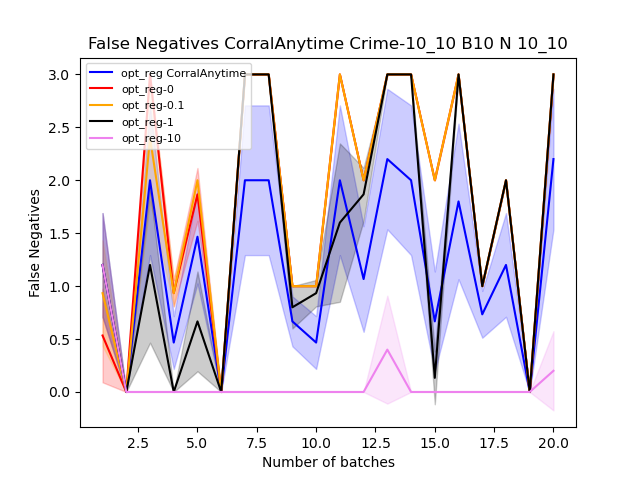 False Negatives CorralAnytime Crime-10_10 B10 N 10_10
opt_reg CorralAnytime
opt_reg-0
opt_reg-0.1
opt_reg-1
opt_reg-10
False Negatives
3.0
2.5
2.0
1.5
1.0
0.5
0.0
2.5 5.0 7.5 10.0 12.5 15.0 17.5 20.0
Number of batches